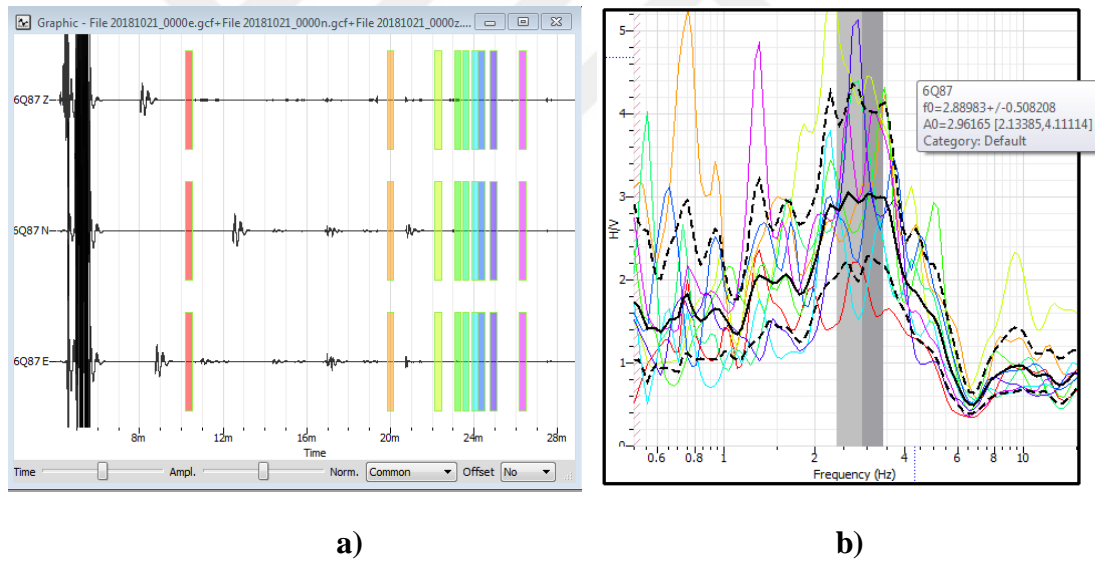 Graphic - File 20181021_0000e.gcf+File 20181021_0000n.gcf+File 20181021_0000z....
6Q87 Z
6Q87 N
6Q87 E
8m 12m 16m 20m 24m 28m
Time
Time Ampl. Norm. Common Offset No
a)
5
4
3
2
1
0
H/V
6Q87
f0=2.88983+/-0.508208
A0=2.96165 [2.13385,4.11114]
Category: Default
0.6 0.8 1 2 4 6 8 10
Frequency (Hz)
b)